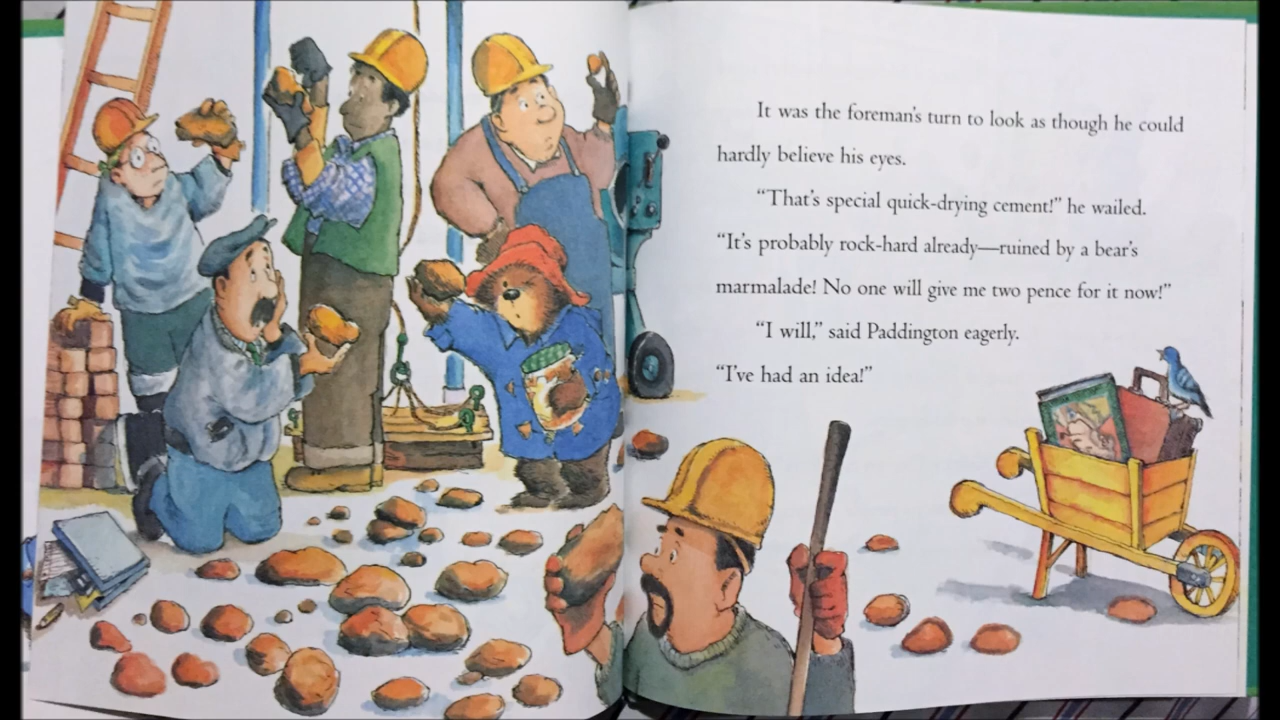 It was the foreman's turn to look as though he could
hardly believe his eyes.
“That's special quick-drying cement!” he wailed.
“It's probably rock-hard already—ruined by a bear's
marmalade! No one will give me two pence for it now!”
“I will,” said Paddington eagerly.
“I've had an idea!”